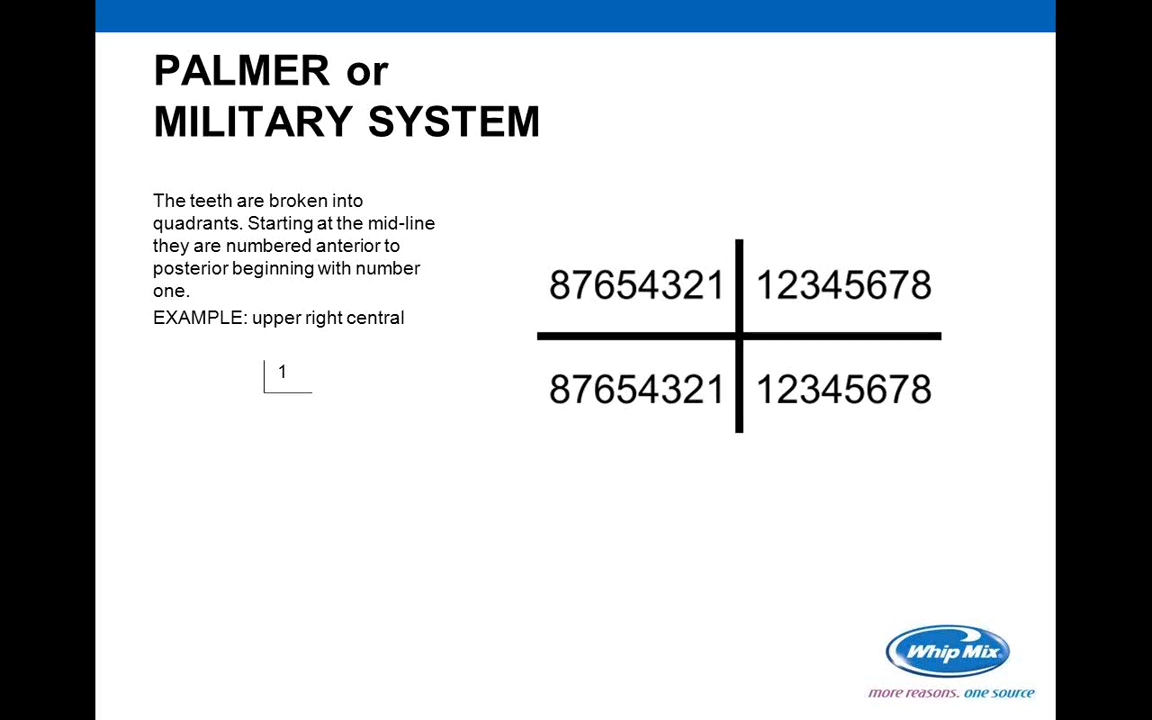 PALMER or
MILITARY SYSTEM
The teeth are broken into
quadrants. Starting at the mid-line
they are numbered anterior to
posterior beginning with number
one.
EXAMPLE: upper right central
1
87654321 12345678
87654321 12345678
Whip Mix
more reasons. one source